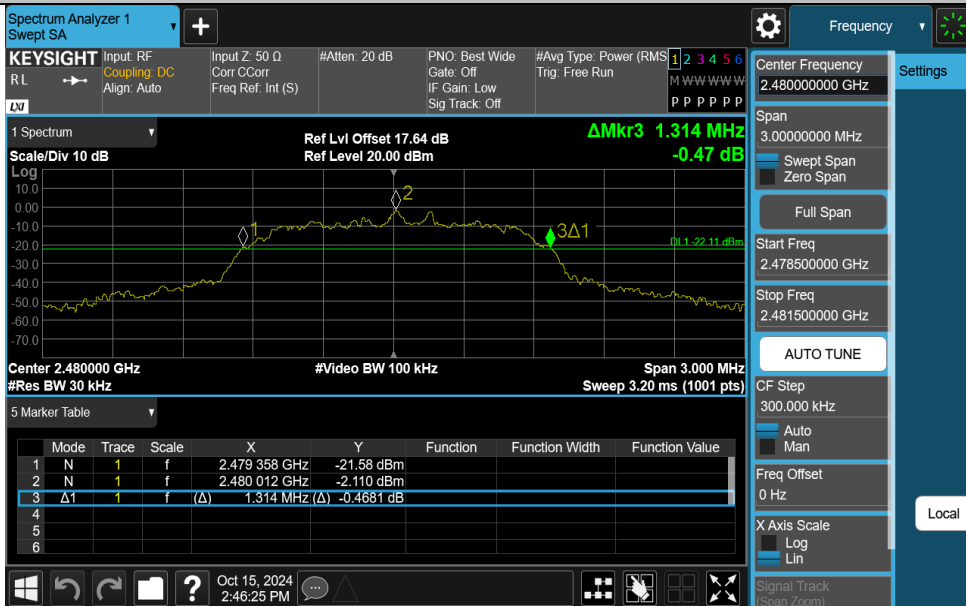 Spectrum Analyzer 1
Swept SA
+
Frequency
KEYSIGHT
RL
LXI
Input: RF
Coupling: DC
Align: Auto
Input Z: 50 Ω
Corr CCorr
Freq Ref: Int (S)
#Atten: 20 dB
PNO: Best Wide
Gate: Off
IF Gain: Low
Sig Track: Off
#Avg Type: Power (RMS
Trig: Free Run
1 2 3 4 5 6
M W W W W W
P P P P P P
1 Spectrum
Scale/Div 10 dB
Ref Lvl Offset 17.64 dB
Ref Level 20.00 dBm
ΔMkr3 1.314 MHz
-0.47 dB
Log
10.0
0.00
-10.0
-20.0
-30.0
-40.0
-50.0
-60.0
-70.0
1
2
3Δ1
DL1 -22.11 dBm
Center 2.480000 GHz
#Video BW 100 kHz
Span 3.000 MHz
#Res BW 30 kHz
Sweep 3.20 ms (1001 pts)
5 Marker Table
Mode Trace Scale X Y Function Function Width Function Value
1 N 1 f 2.479 358 GHz -21.58 dBm
2 N 1 f 2.480 012 GHz -2.110 dBm
3 Δ1 1 f (Δ) 1.314 MHz (Δ) -0.4681 dB
4
5
6
?
Oct 15, 2024
2:46:25 PM
Center Frequency
2.480000000 GHz
Span
3.00000000 MHz
Swept Span
Zero Span
Full Span
Start Freq
2.478500000 GHz
Stop Freq
2.481500000 GHz
AUTO TUNE
CF Step
300.000 kHz
Auto
Man
Freq Offset
0 Hz
X Axis Scale
Log
Lin
Signal Track
(Span Zoom)
Settings
Local